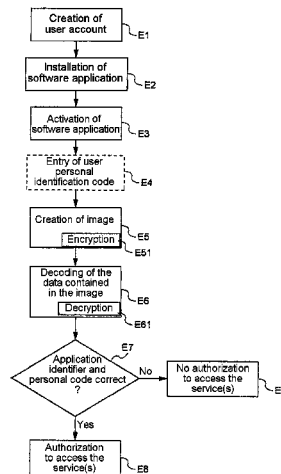 Creation of
user account
E1
Installation of
software application
E2
Activation of
software application
E3
Entry of user
personal
identification code
E4
Creation of image
E5
Encryption
E51
Decoding of the
data contained
in the image
E6
Decryption
E61
E7
Application
identifier and
personal code correct
?
No
No authorization
to access the
service(s)
E
Yes
Authorization
to access the
service(s)
E8